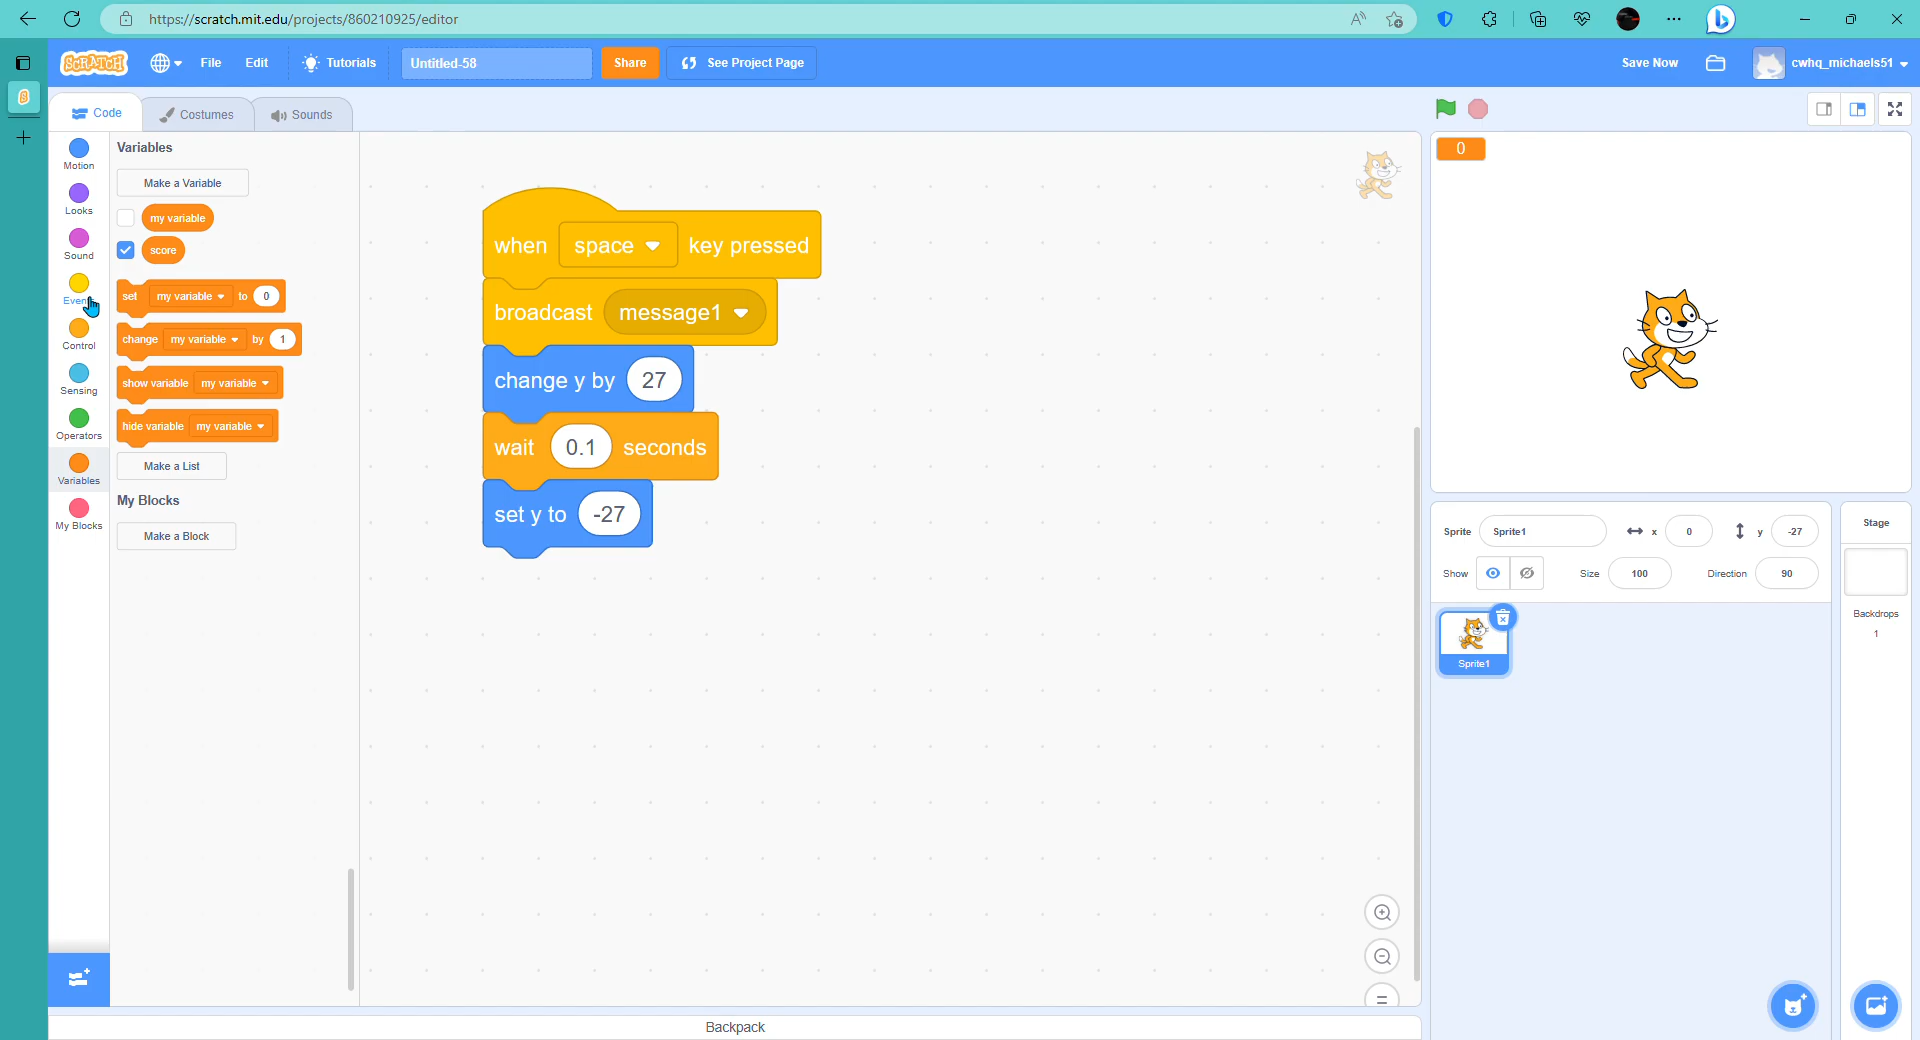 https://scratch.mit.edu/projects/860210925/editor
SCRATCH File Edit Tutorials Untitled-58 Share See Project Page Save Now cwhq_michaels51
Code Costumes Sounds
Motion
Looks
Sound
Events
Control
Sensing
Operators
Variables
My Blocks
Variables
Make a Variable
my variable
score
set my variable to 0
change my variable by 1
show variable my variable
hide variable my variable
Make a List
My Blocks
Make a Block
when space key pressed
broadcast message1
change y by 27
wait 0.1 seconds
set y to -27
Backpack
0
Sprite Sprite1 x 0 y -27
Show Size 100 Direction 90
Sprite1
Stage
Backdrops
1